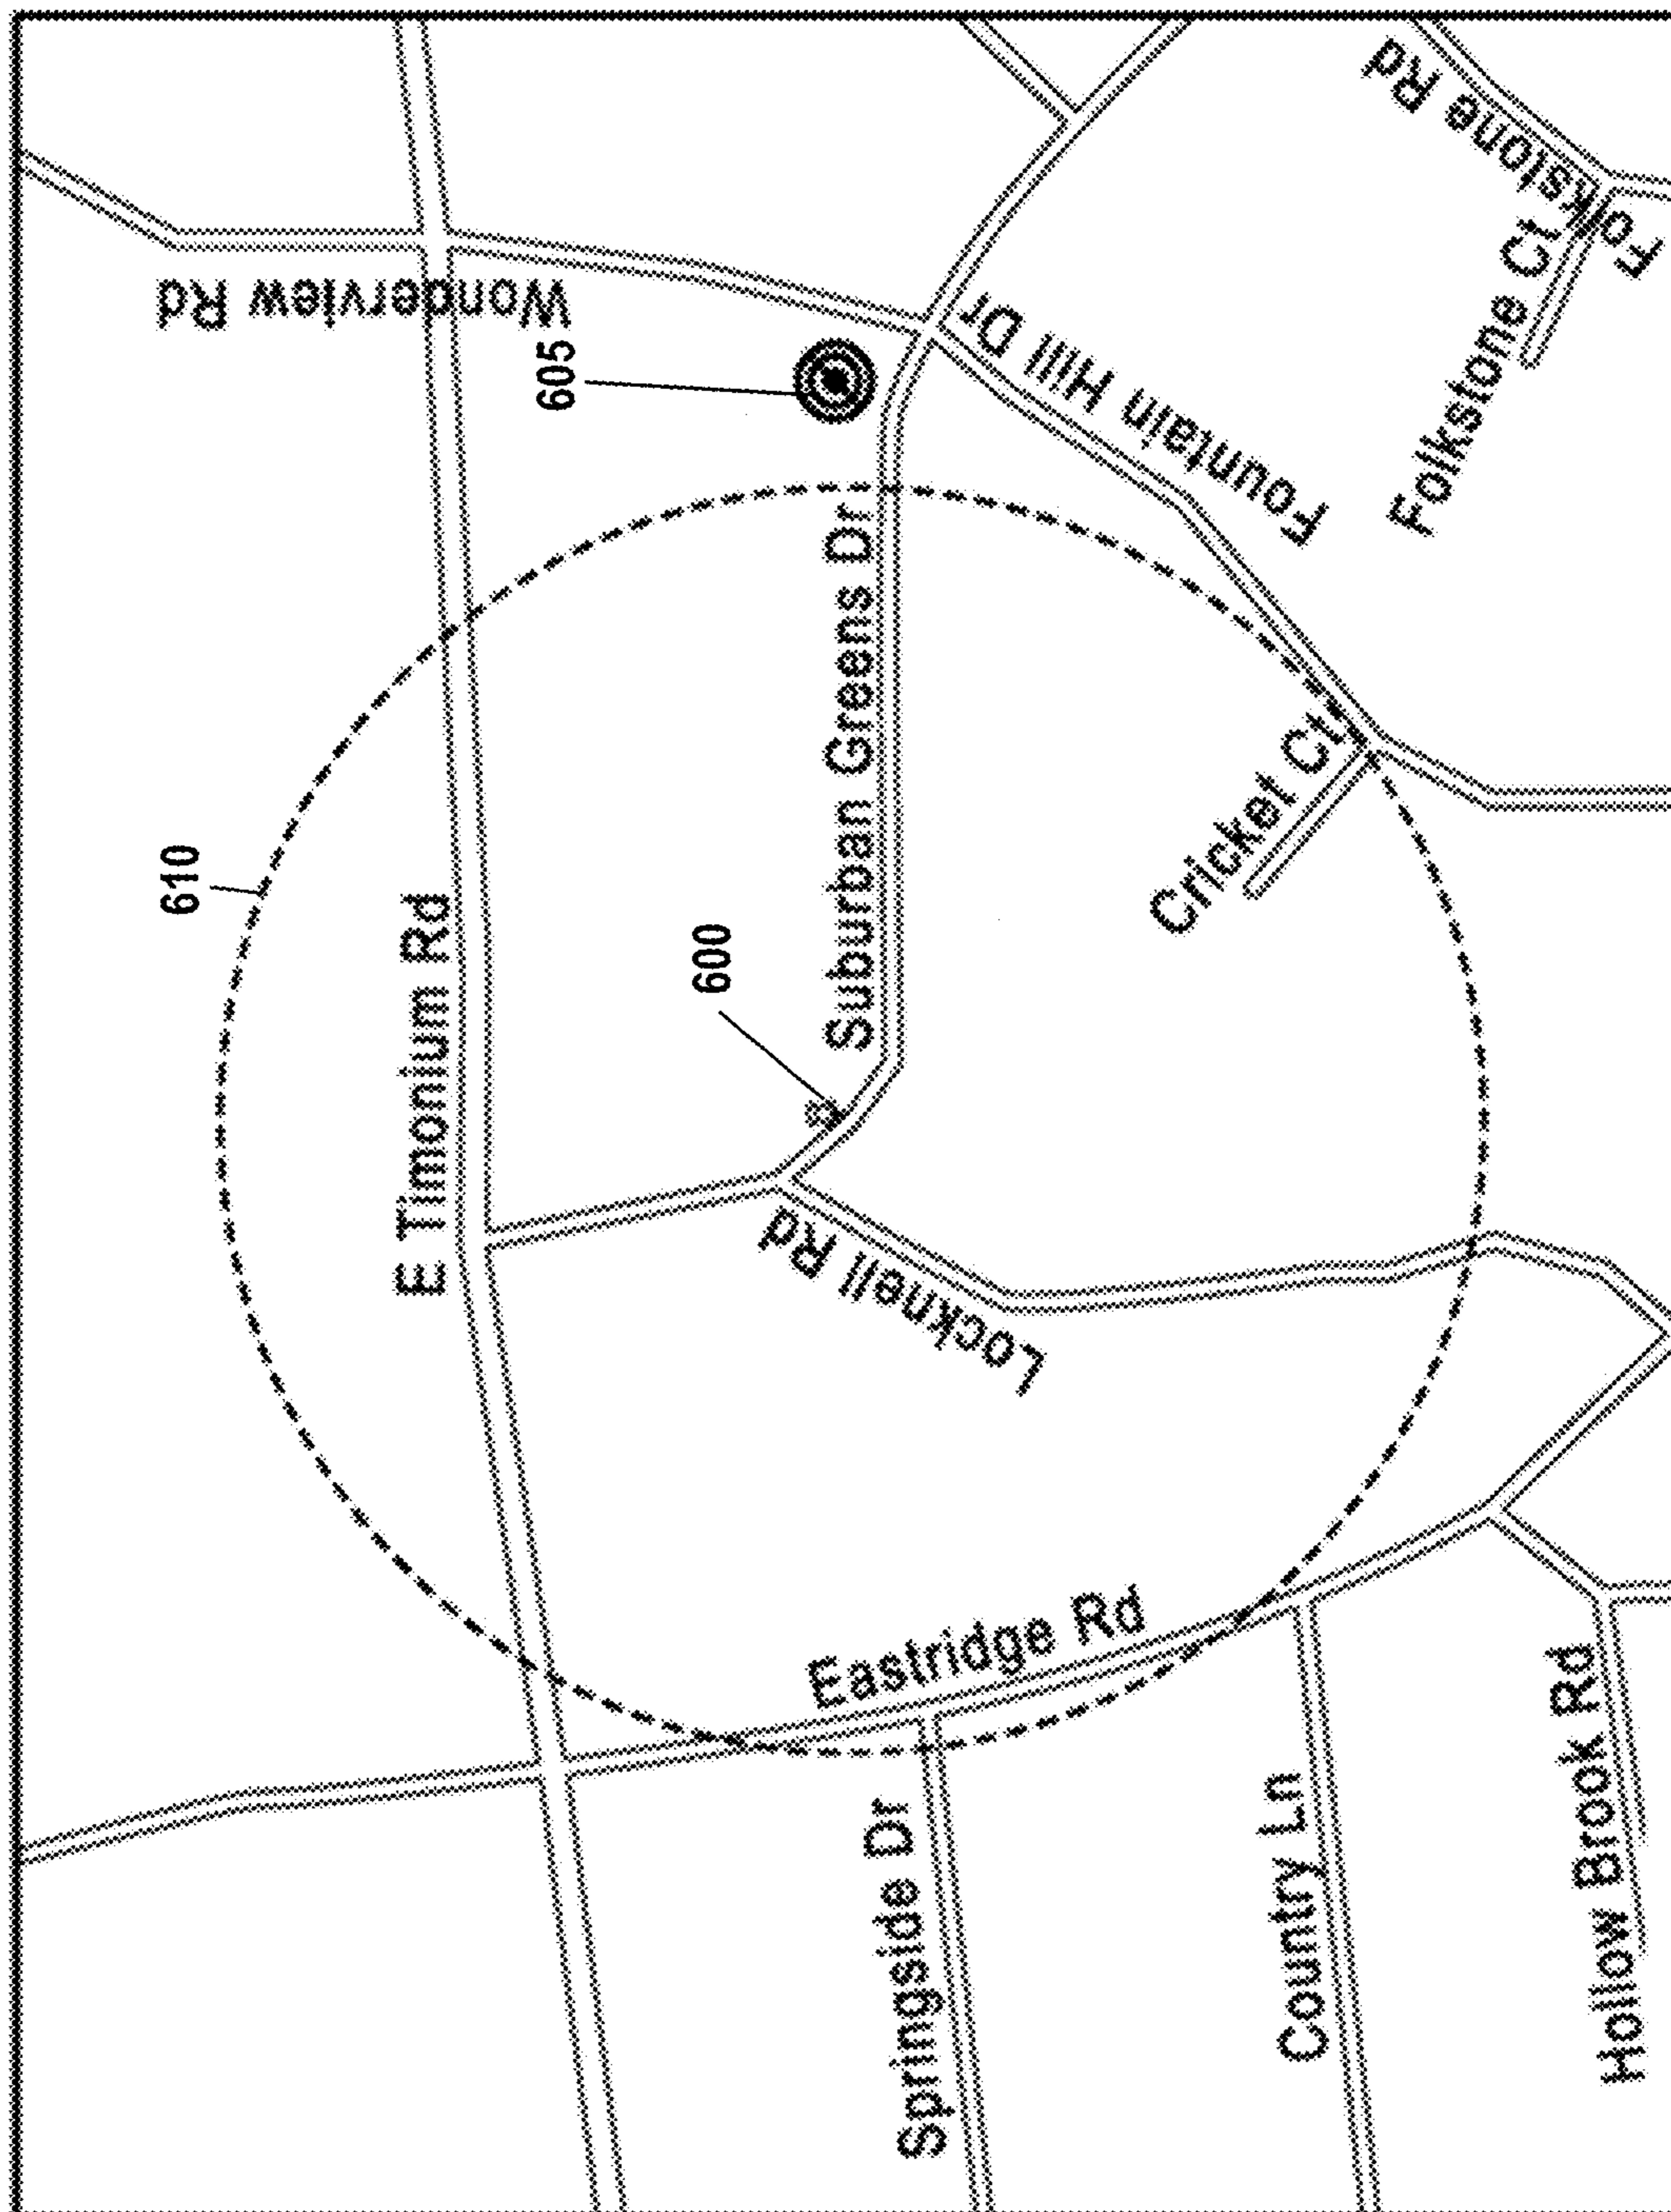 610
Wonderview Rd
E Timonium Rd
605
600
Suburban Greens Dr
Locknell Rd
Eastridge Rd
Springside Dr
Fountain Hill Dr
Cricket Ct
Country Ln
Folkstone Ct
Folkstone Rd
Hollow Brook Rd